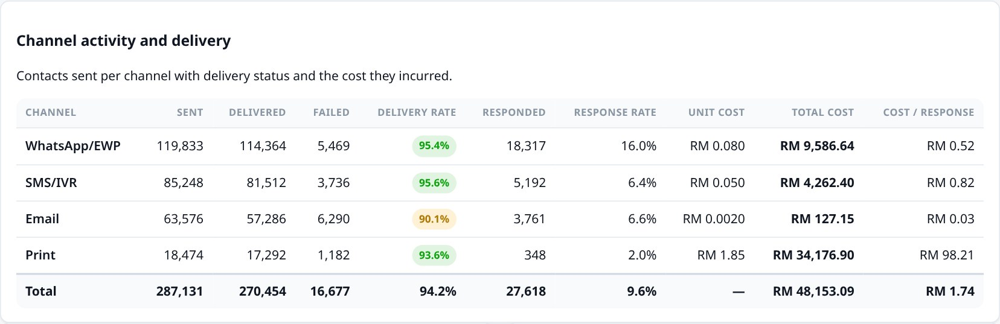 Channel activity and delivery
Contacts sent per channel with delivery status and the cost they incurred.
CHANNEL SENT DELIVERED FAILED DELIVERY RATE RESPONDED RESPONSE RATE UNIT COST TOTAL COST COST / RESPONSE
WhatsApp/EWP 119,833 114,364 5,469 95.4% 18,317 16.0% RM 0.080 RM 9,586.64 RM 0.52
SMS/IVR 85,248 81,512 3,736 95.6% 5,192 6.4% RM 0.050 RM 4,262.40 RM 0.82
Email 63,576 57,286 6,290 90.1% 3,761 6.6% RM 0.0020 RM 127.15 RM 0.03
Print 18,474 17,292 1,182 93.6% 348 2.0% RM 1.85 RM 34,176.90 RM 98.21
Total 287,131 270,454 16,677 94.2% 27,618 9.6% — RM 48,153.09 RM 1.74